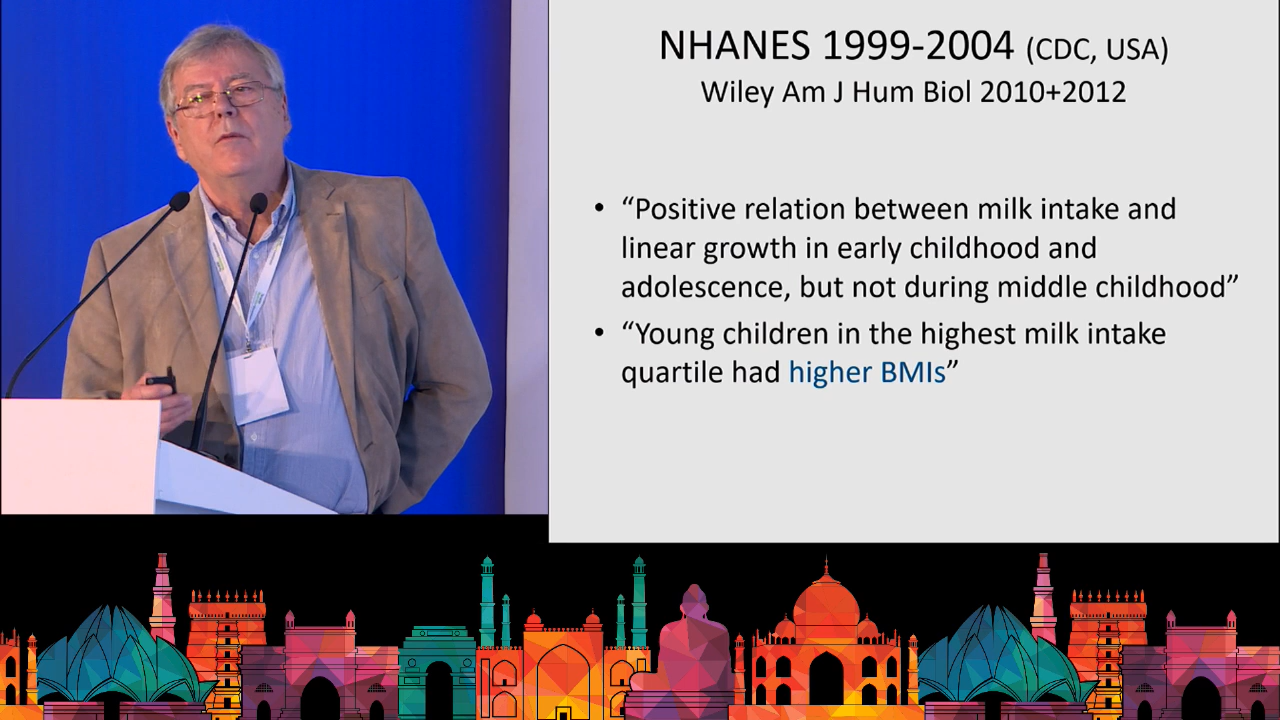 NHANES 1999-2004 (CDC, USA)
Wiley Am J Hum Biol 2010+2012
• “Positive relation between milk intake and
linear growth in early childhood and
adolescence, but not during middle childhood”
• “Young children in the highest milk intake
quartile had higher BMIs”